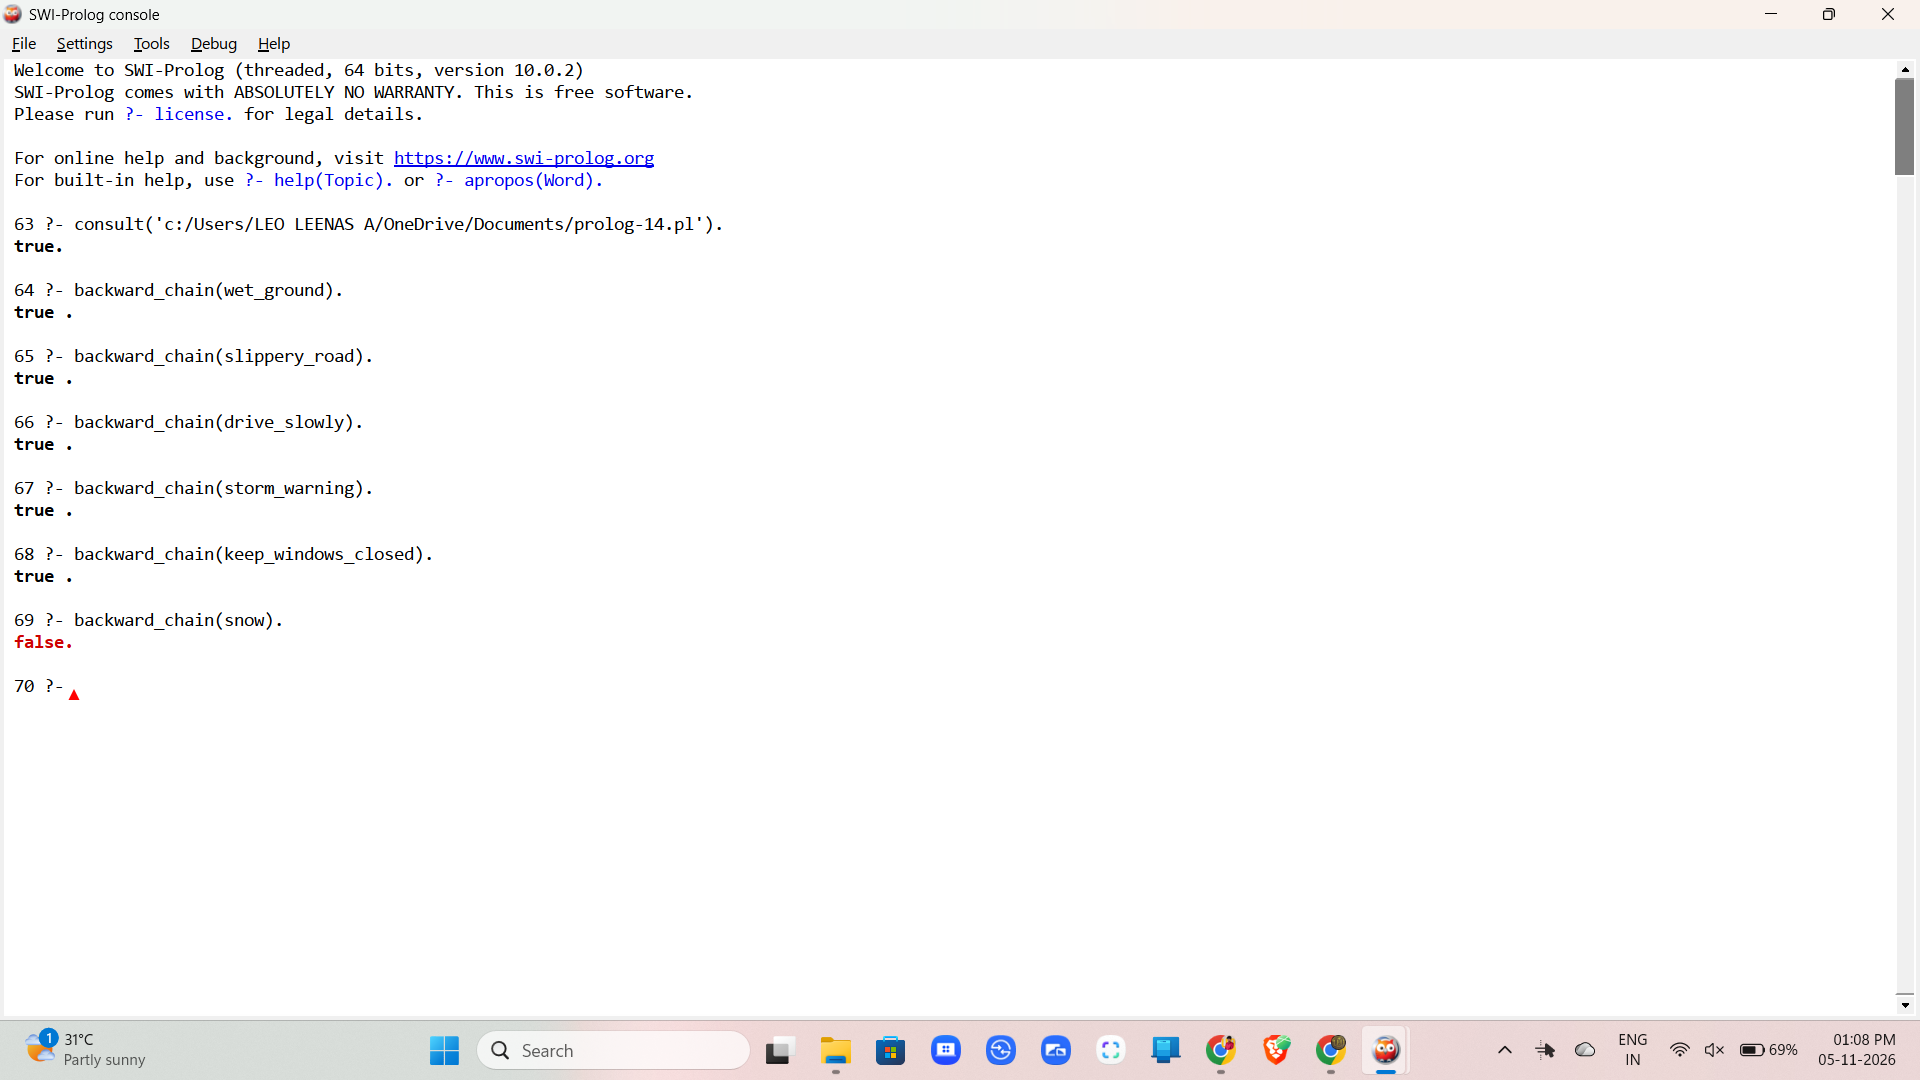 SWI-Prolog console
File Settings Tools Debug Help
Welcome to SWI-Prolog (threaded, 64 bits, version 10.0.2)
SWI-Prolog comes with ABSOLUTELY NO WARRANTY. This is free software.
Please run ?- license. for legal details.
For online help and background, visit https://www.swi-prolog.org
For built-in help, use ?- help(Topic). or ?- apropos(Word).
63 ?- consult('c:/Users/LEO LEENAS A/OneDrive/Documents/prolog-14.pl').
true.
64 ?- backward_chain(wet_ground).
true .
65 ?- backward_chain(slippery_road).
true .
66 ?- backward_chain(drive_slowly).
true .
67 ?- backward_chain(storm_warning).
true .
68 ?- backward_chain(keep_windows_closed).
true .
69 ?- backward_chain(snow).
false.
70 ?-
1
31°C
Partly sunny
Search
ENG
IN
69%
01:08 PM
05-11-2026